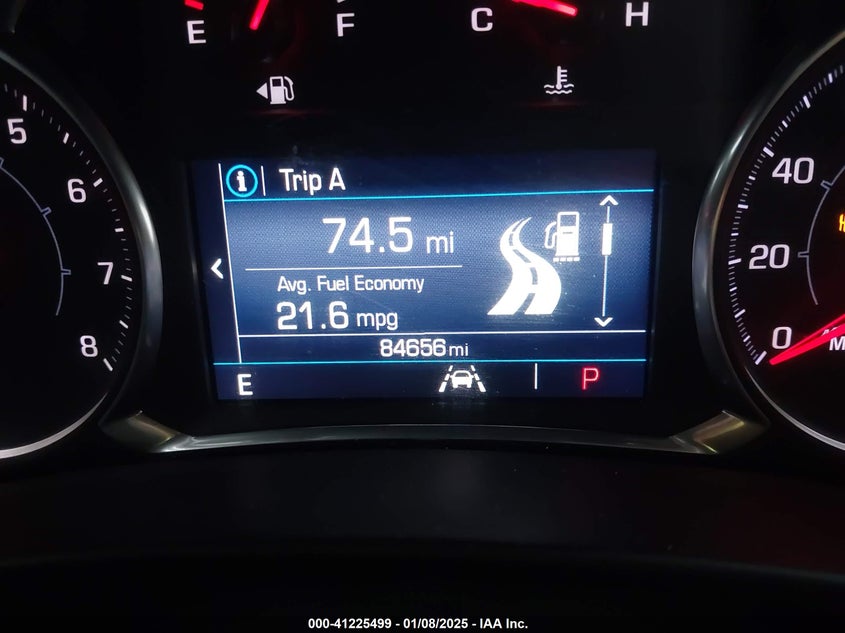 E F C H
5
6
7
8
i Trip A
74.5 mi
Avg. Fuel Economy
21.6 mpg
84656 mi
E P
40
20
0
000-41225499 - 01/08/2025 - IAA Inc.